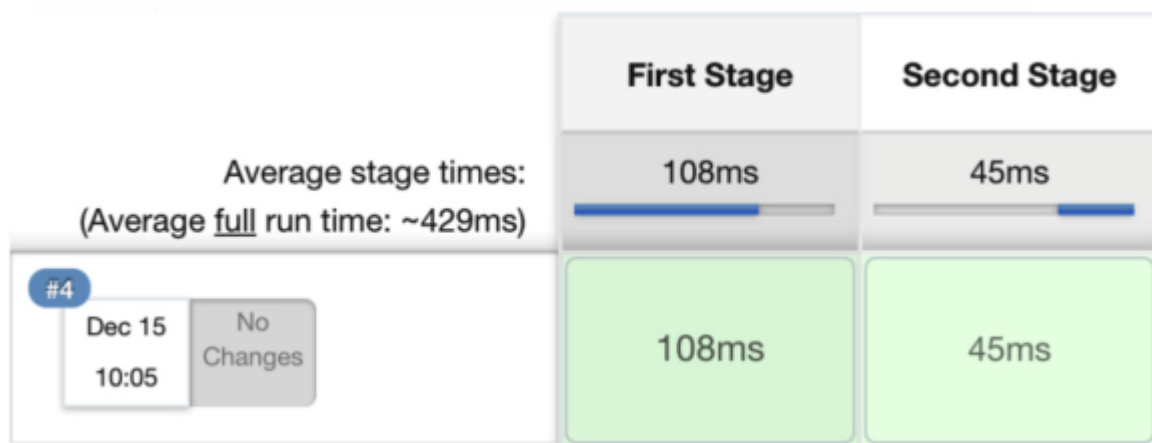 First Stage
Second Stage
Average stage times:
(Average full run time: ~429ms)
108ms
45ms
#4
Dec 15
10:05
No
Changes
108ms
45ms